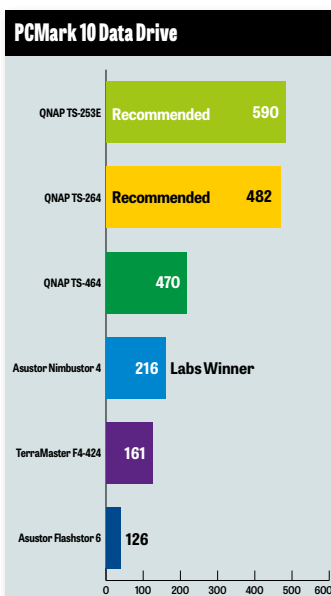 PCMark 10 Data Drive
QNAP TS-253E Recommended 590
QNAP TS-264 Recommended 482
QNAP TS-464 470
Asustor Nimbustor 4 216 Labs Winner
TerraMaster F4-424 161
Asustor Flashstor 6 126
0 100 200 300 400 500 600